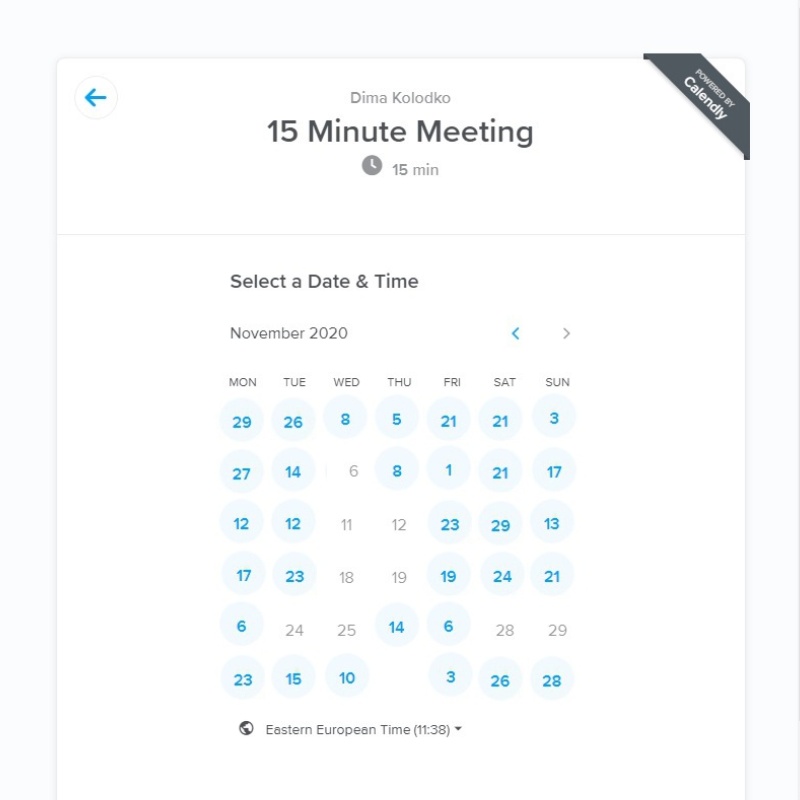 POWERED BY
Calendly
Dima Kolodko
15 Minute Meeting
15 min
Select a Date & Time
November 2020
MON TUE WED THU FRI SAT SUN
29 26 8 5 21 21 3
27 14 6 8 1 21 17
12 12 11 12 23 29 13
17 23 18 19 19 24 21
6 24 25 14 6 28 29
23 15 10 3 26 28
Eastern European Time (11:38)